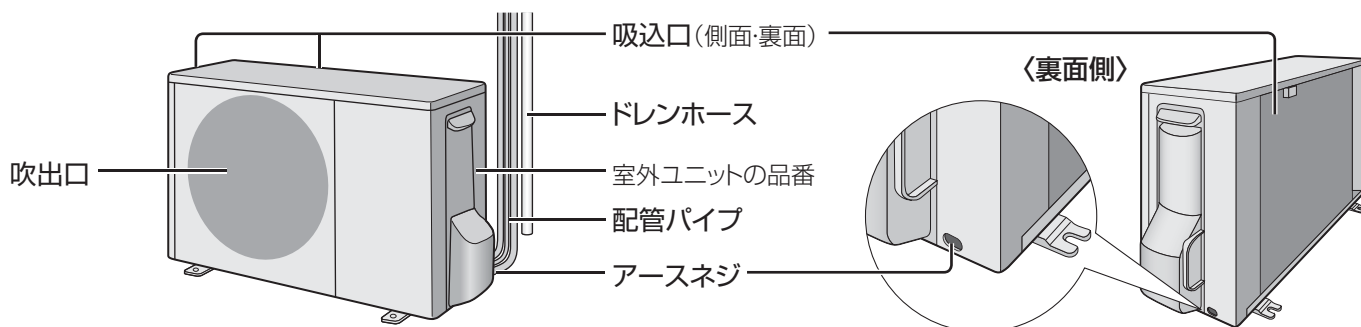 吸込口(側面·裏面)
〈裏面側〉
ドレンホース
吹出口
室外ユニットの品番
配管パイプ
アースネジ